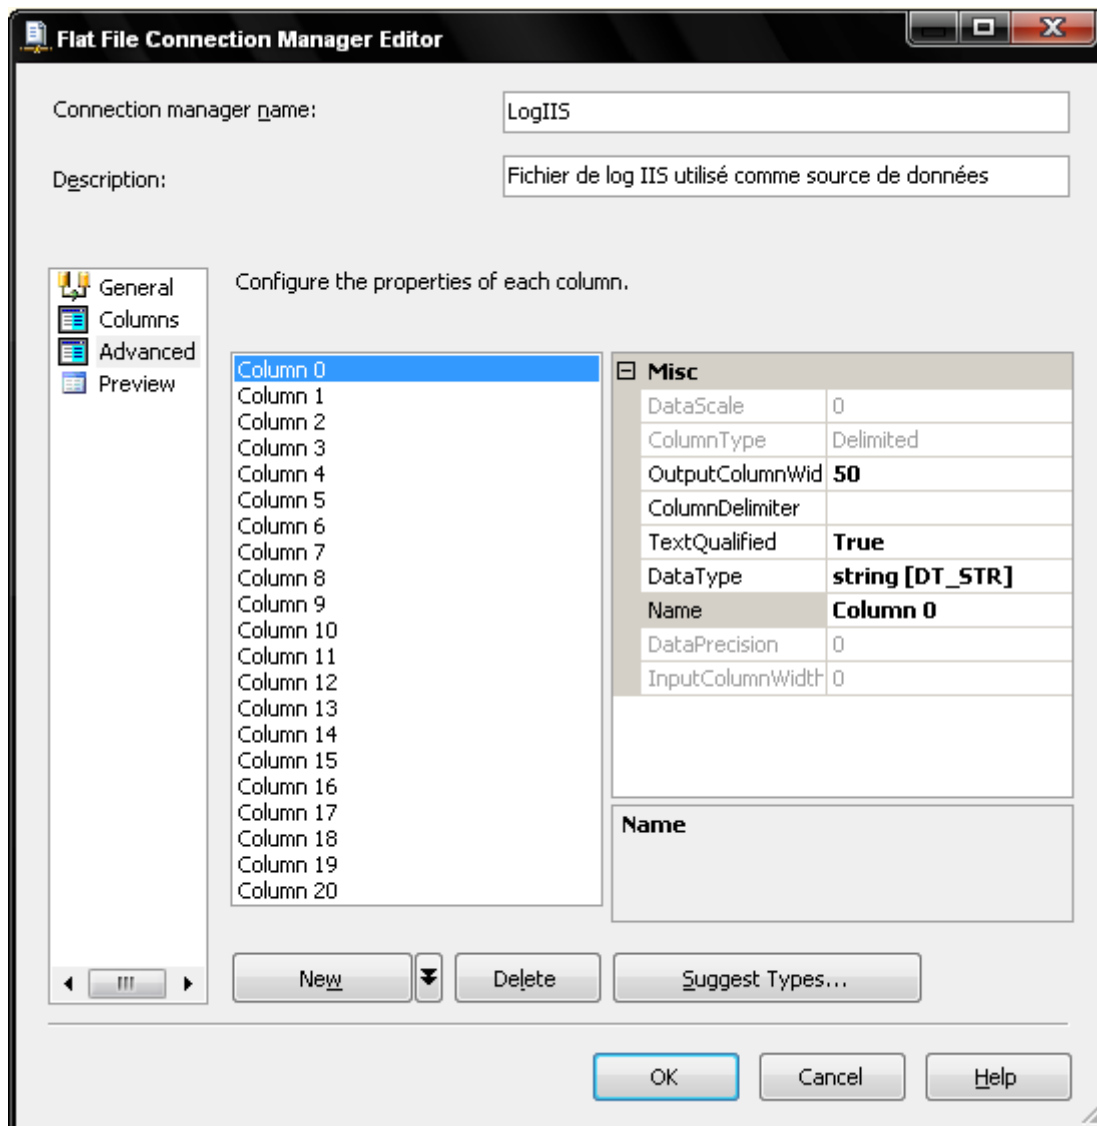 Flat File Connection Manager Editor
Connection manager name:
LogIIS
Description:
Fichier de log IIS utilisé comme source de données
General
Columns
Advanced
Preview
Configure the properties of each column.
Column 0
Column 1
Column 2
Column 3
Column 4
Column 5
Column 6
Column 7
Column 8
Column 9
Column 10
Column 11
Column 12
Column 13
Column 14
Column 15
Column 16
Column 17
Column 18
Column 19
Column 20
Misc
DataScale 0
ColumnType Delimited
OutputColumnWid 50
ColumnDelimiter
TextQualified True
DataType string [DT_STR]
Name Column 0
DataPrecision 0
InputColumnWidth 0
Name
New Delete Suggest Types...
OK Cancel Help